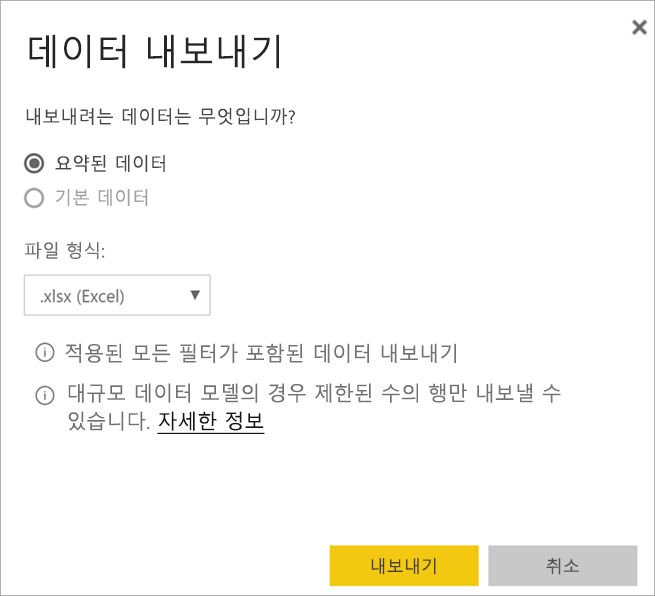 데이터 내보내기
내보내려는 데이터는 무엇입니까?
요약된 데이터
기본 데이터
파일 형식:
.xlsx (Excel)
적용된 모든 필터가 포함된 데이터 내보내기
대규모 데이터 모델의 경우 제한된 수의 행만 내보낼 수
있습니다. 자세한 정보
내보내기 취소